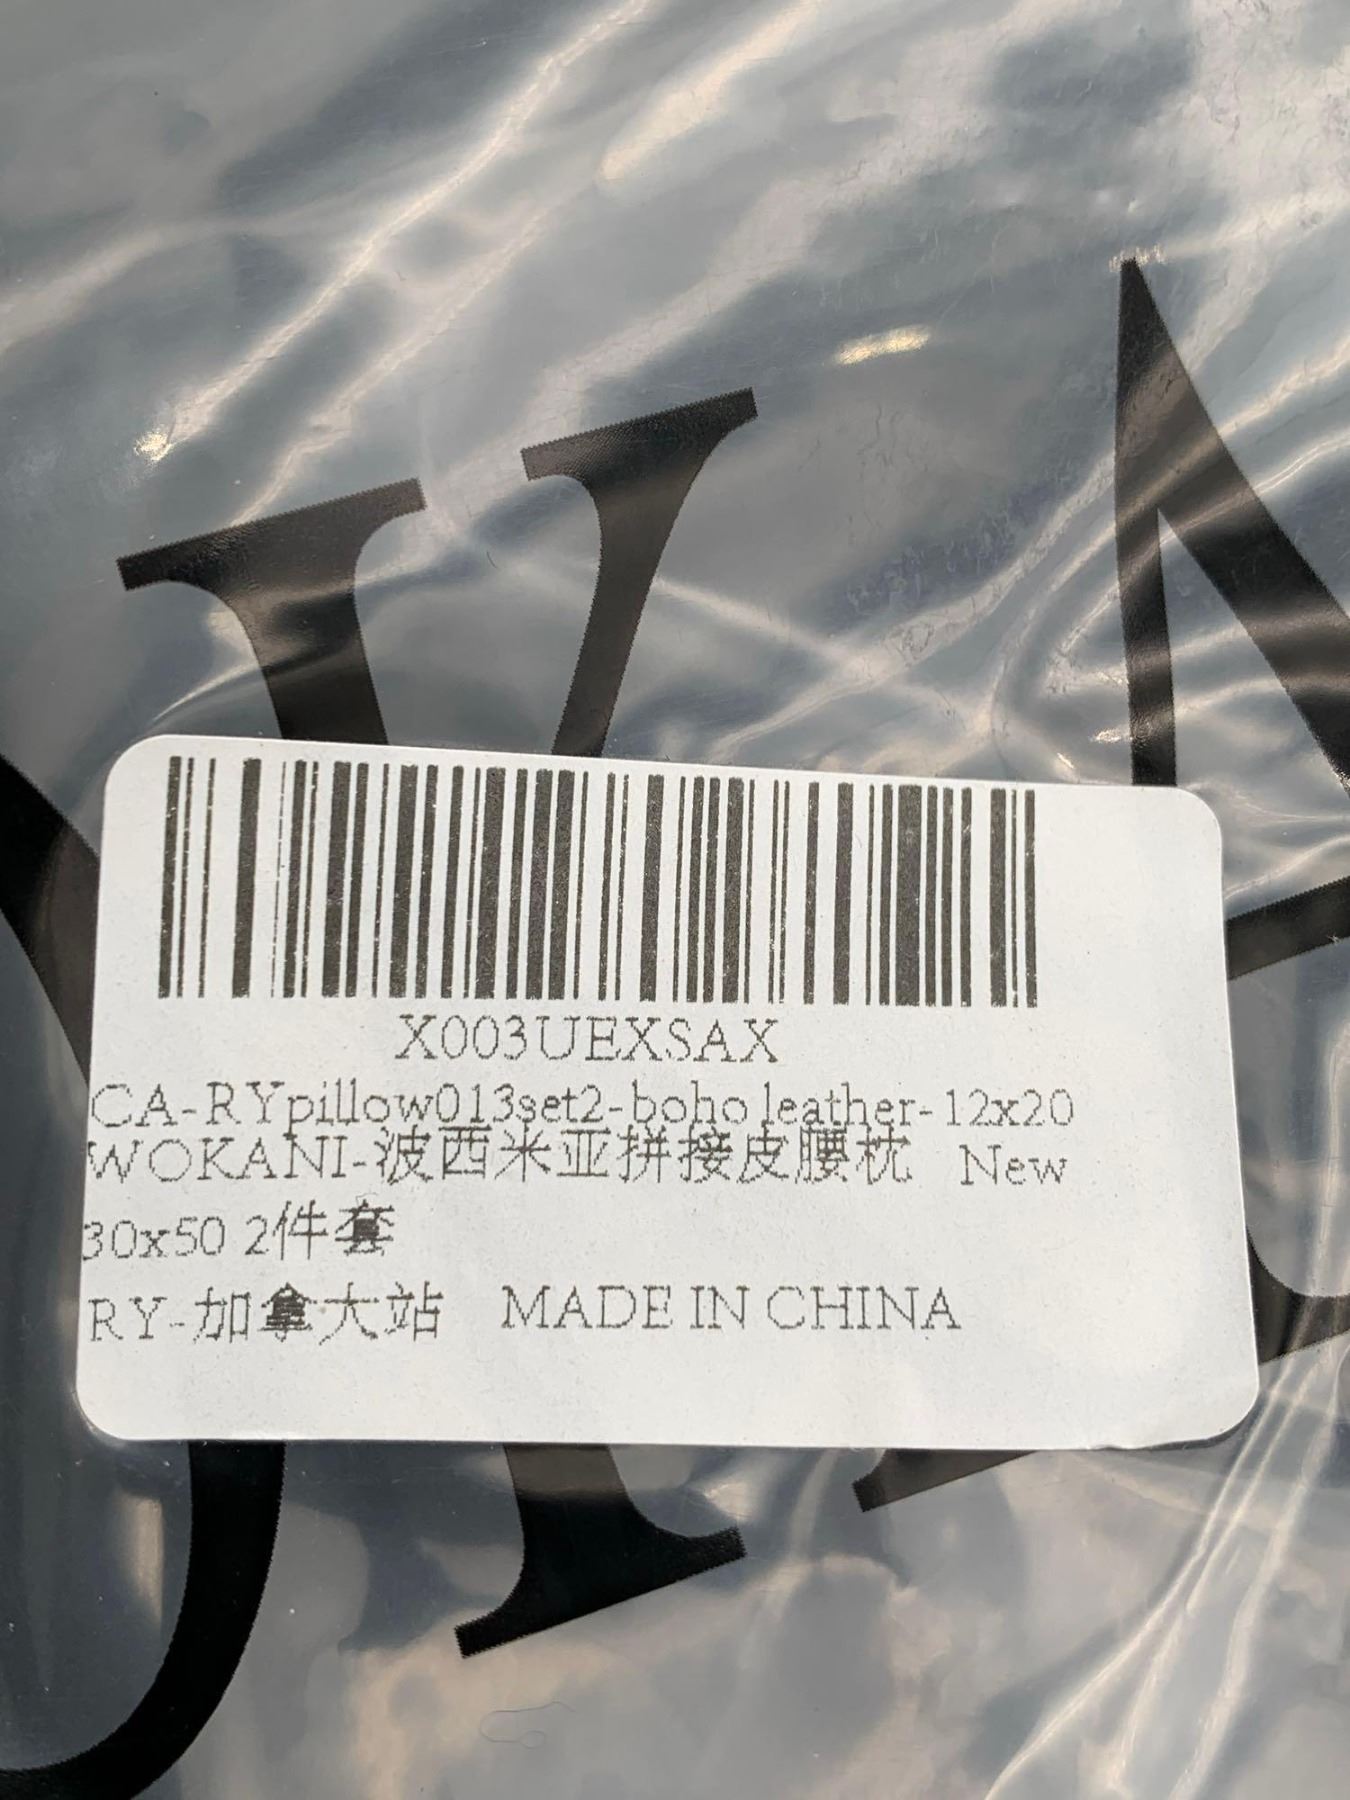 X003UEXSAX
CA-RYpillow013set2-boho leather-12x20
WOKANI-波西米亚拼接皮腰枕 New
30x50 2件套
RY-加拿大站 MADE IN CHINA